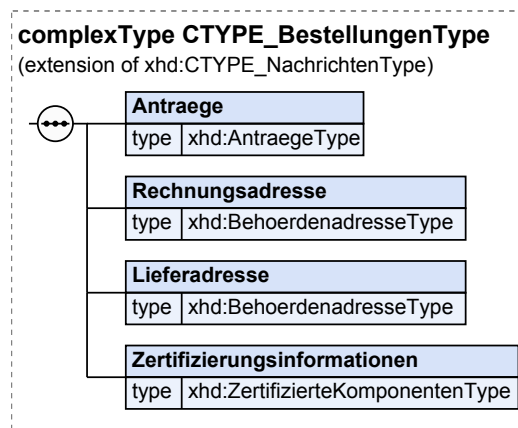 complexType CTYPE_BestellungenType
(extension of xhd:CTYPE_NachrichtenType)
Antraege
type xhd:AntraegeType
Rechnungsadresse
type xhd:BehoerdenadresseType
Lieferadresse
type xhd:BehoerdenadresseType
Zertifizierungsinformationen
type xhd:ZertifizierteKomponentenType